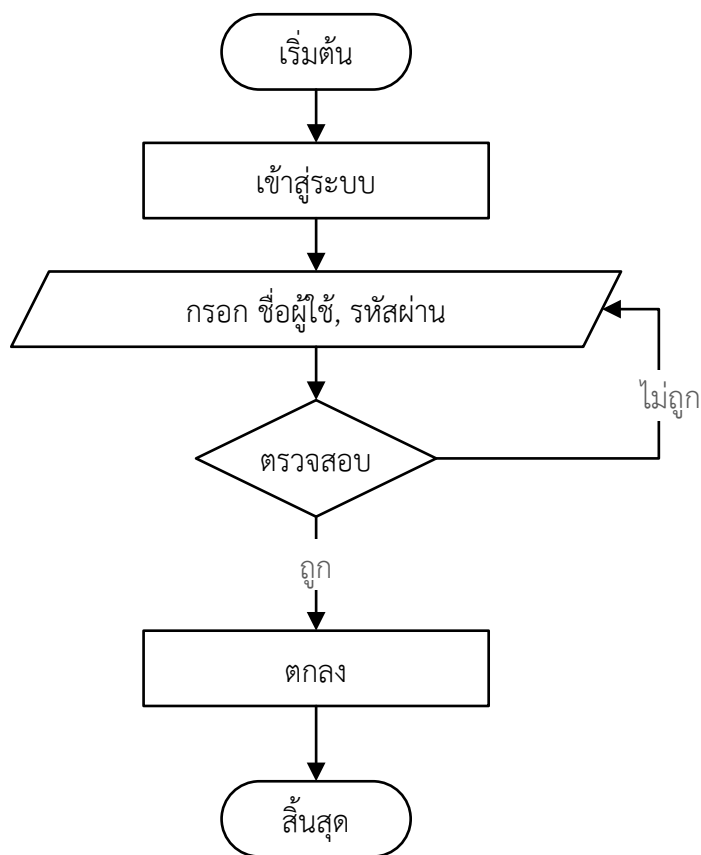 เริ่มต้น
เข้าสู่ระบบ
กรอก ชื่อผู้ใช้, รหัสผ่าน
ไม่ถูก
ตรวจสอบ
ถูก
ตกลง
สิ้นสุด